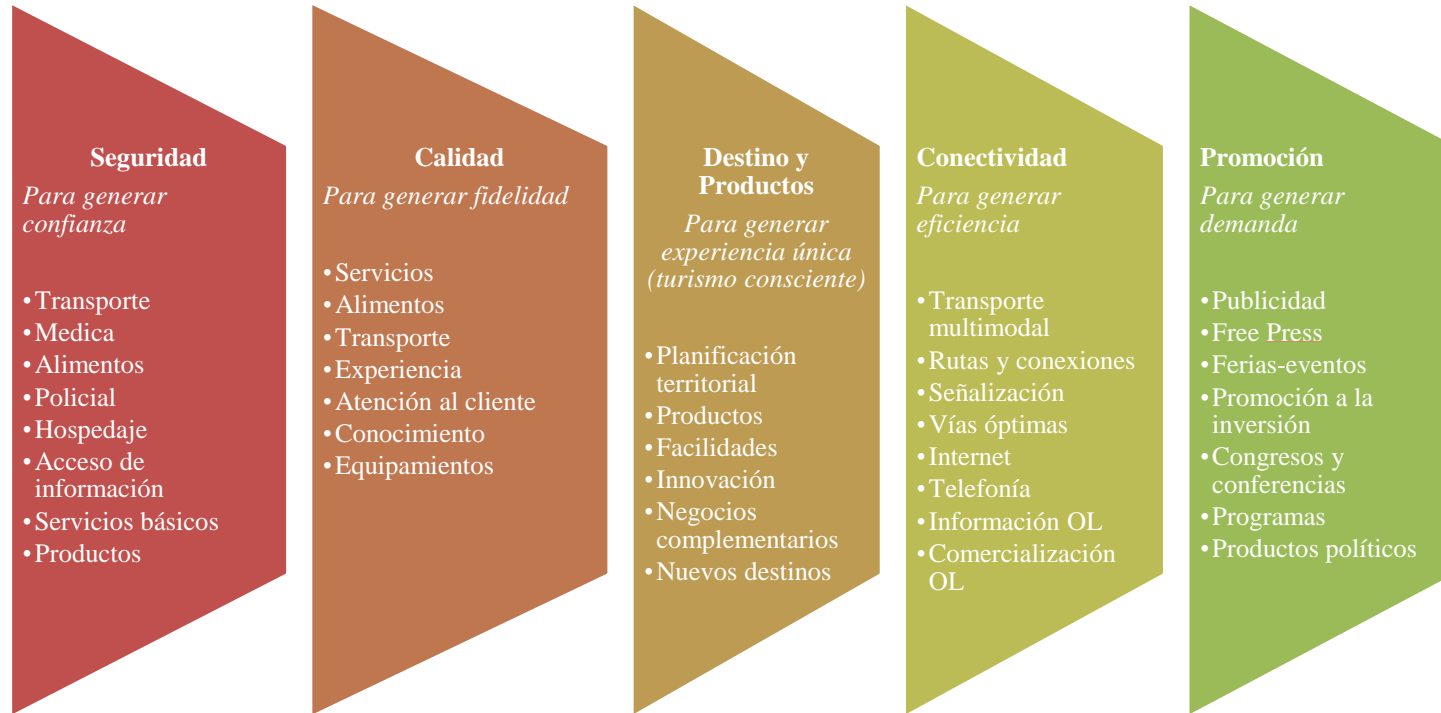 Seguridad
Para generar
confianza
•Transporte
•Medica
•Alimentos
•Policial
•Hospedaje
•Acceso de
información
•Servicios básicos
•Productos
Calidad
Para generar fidelidad
•Servicios
•Alimentos
•Transporte
•Experiencia
•Atención al cliente
•Conocimiento
•Equipamientos
Destino y
Productos
Para generar
experiencia única
(turismo consciente)
•Planificación
territorial
•Productos
•Facilidades
•Innovación
•Negocios
complementarios
•Nuevos destinos
Conectividad
Para generar
eficiencia
•Transporte
multimodal
•Rutas y conexiones
•Señalización
•Vías óptimas
•Internet
•Telefonía
•Información OL
•Comercialización
OL
Promoción
Para generar
demanda
•Publicidad
•Free Press
•Ferias-eventos
•Promoción a la
inversión
•Congresos y
conferencias
•Programas
•Productos políticos